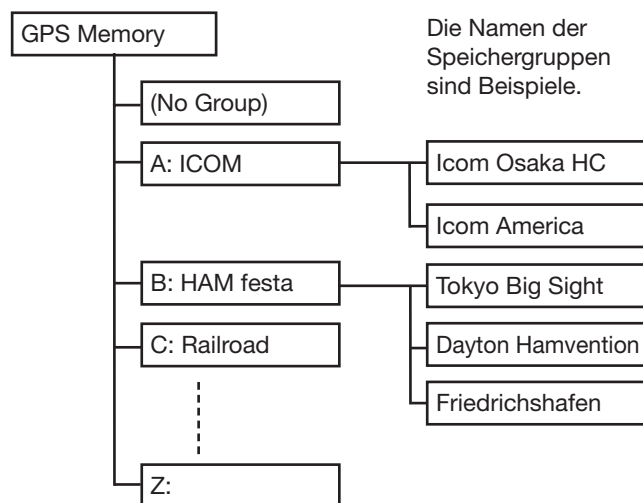 GPS Memory
Die Namen der
Speichergruppen
sind Beispiele.
(No Group)
A: ICOM
Icom Osaka HC
Icom America
B: HAM festa
Tokyo Big Sight
C: Railroad
Dayton Hamvention
Friedrichshafen
Z: